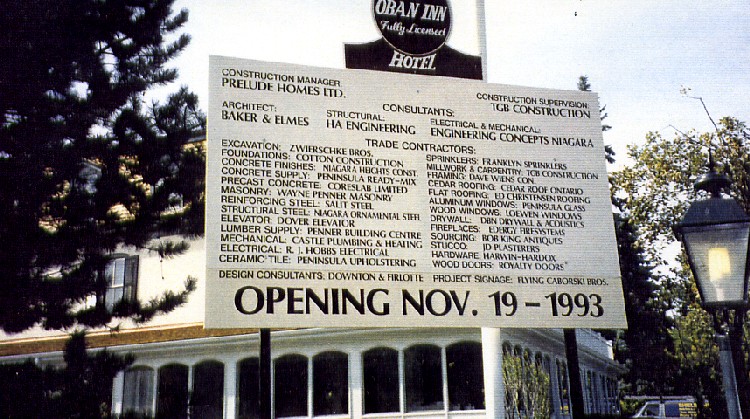 OBAN INN
Fully Licensed
HOTEL
CONSTRUCTION MANAGER
PRELUDE HOMES LTD.
CONSTRUCTION SUPERVISION:
TGB CONSTRUCTION
ARCHITECT:
BAKER & ELMES
CONSULTANTS:
STRUCTURAL:
HA ENGINEERING
ELECTRICAL & MECHANICAL:
ENGINEERING CONCEPTS NIAGARA
TRADE CONTRACTORS:
EXCAVATION: ZWIERSCHKE BROS.
FOUNDATIONS: COTTON CONSTRUCTION
CONCRETE FINISHES: NIAGARA HEIGHTS CONST.
CONCRETE SUPPLY: PENINSULA READY-MIX
PRECAST CONCRETE: CORESLAB LIMITED
MASONRY: WAYNE PENNER MASONRY
REINFORCING STEEL: SALIT STEEL
STRUCTURAL STEEL: NIAGARA ORNAMENTAL STEEL
ELEVATOR: DOVER ELEVATOR
LUMBER SUPPLY: PENNER BUILDING CENTRE
MECHANICAL: CASTLE PLUMBING & HEATING
ELECTRICAL: R. J. HOBBS ELECTRICAL
CERAMIC TILE: PENINSULA UPHOLSTERING
SPRINKLERS: FRANKLYN SPRINKLERS
MILLWORK & CARPENTRY: TGB CONSTRUCTION
FRAMING: DAVE WIENS CON.
CEDAR ROOFING: CEDAR ROOF ONTARIO
FLAT ROOFING: ED CHRISTENSEN ROOFING
ALUMINUM WINDOWS: PENINSULA GLASS
WOOD WINDOWS: LOEWEN WINDOWS
DRYWALL: DBN DRYWALL & ACOUSTICS
FIREPLACES: EDBERGY FIRESYSTEMS
SOURCING: ROB KING ANTIQUES
STUCCO: JD PLASTERERS
HARDWARE: HARWIN-HARDUX
WOOD DOORS: ROYALTY DOORS
DESIGN CONSULTANTS: DOWNTON & PIRLOTTE PROJECT SIGNAGE: FLYING CABORSKI BROS.
OPENING NOV. 19-1993